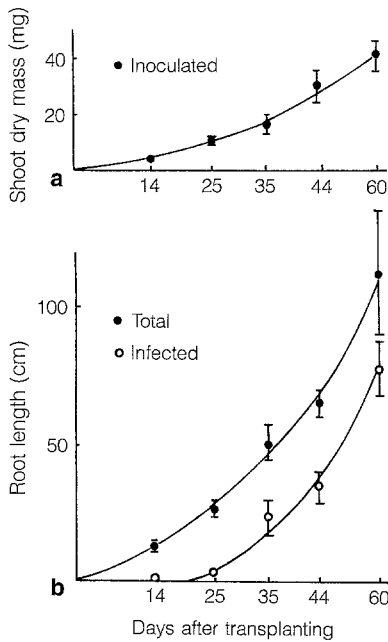 Shoot dry mass (mg)
40
20
Inoculated
a
14 25 35 44 60
Root length (cm)
100
50
Total
Infected
b
14 25 35 44 60
Days after transplanting